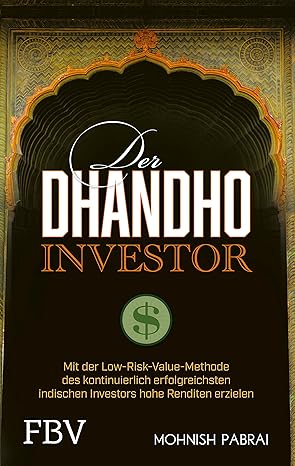 Der
DHANDHO
INVESTOR
$
Mit der Low-Risk-Value-Methode
des kontinuierlich erfolgreichsten
indischen Investors hohe Renditen erzielen
FBV
MOHNISH PABRAI